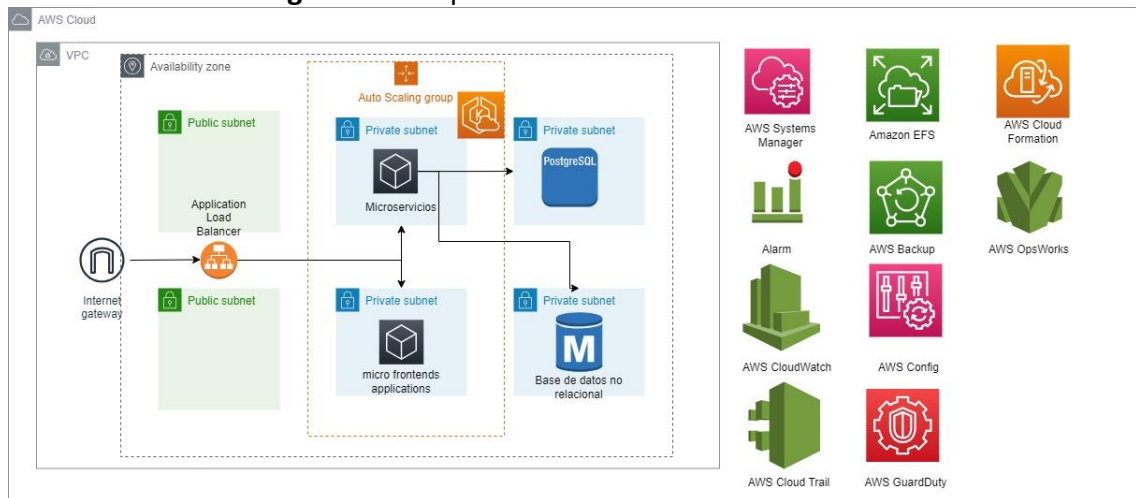 AWS Cloud
VPC
Availability zone
Auto Scaling group
Public subnet
Private subnet
Private subnet
PostgreSQL
Microservicios
Application
Load
Balancer
Internet
gateway
Public subnet
Private subnet
Private subnet
micro frontends
applications
M
Base de datos no
relacional
AWS Systems
Manager
Amazon EFS
AWS Cloud
Formation
Alarm
AWS Backup
AWS OpsWorks
AWS CloudWatch
AWS Config
AWS Cloud Trail
AWS GuardDuty